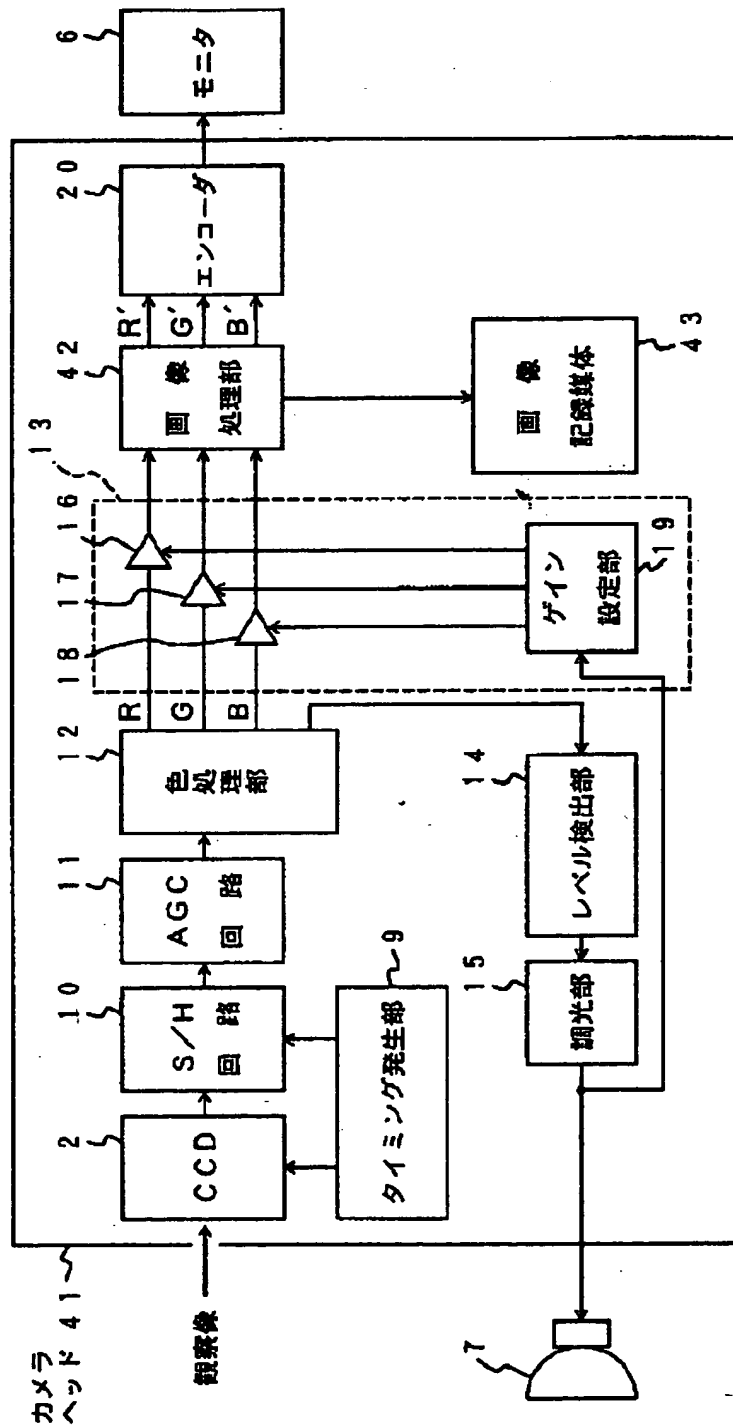 カメラ
ヘッド 41
観察像
2
CCD
10
S/H
回路
11
AGC
回路
12
色処理部
R
G
B
13
16
17
18
42
画像
処理部
R′
G′
B′
20
エンコーダ
6
モニタ
タイミング発生部
9
14
レベル検出部
15
調光部
ゲイン
設定部
19
画像
記録媒体
43
7